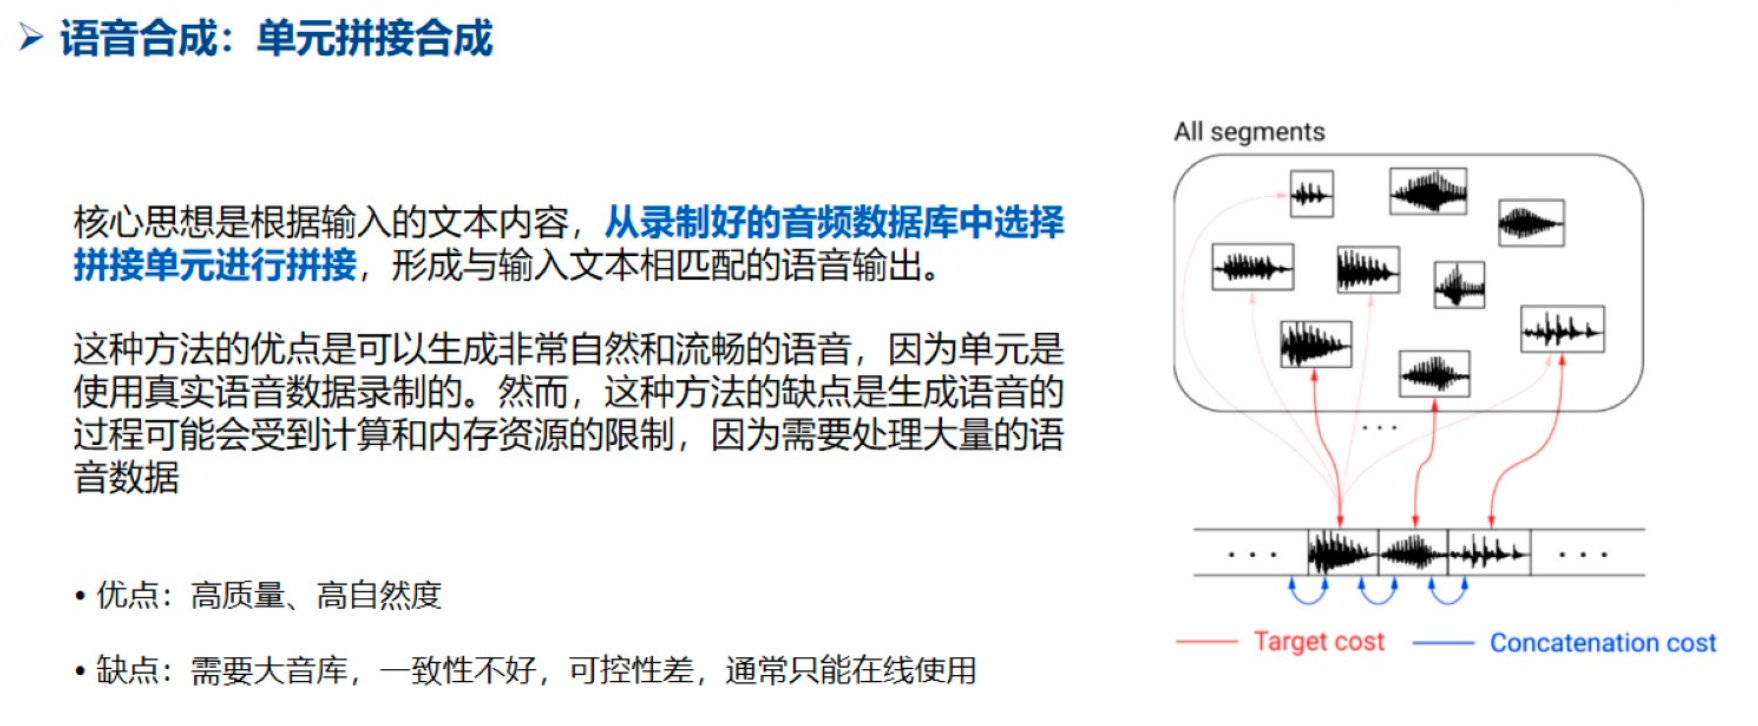 ➢ 语音合成：单元拼接合成
核心思想是根据输入的文本内容，从录制好的音频数据库中选择
拼接单元进行拼接，形成与输入文本相匹配的语音输出。
这种方法的优点是可以生成非常自然和流畅的语音，因为单元是
使用真实语音数据录制的。然而，这种方法的缺点是生成语音的
过程可能会受到计算和内存资源的限制，因为需要处理大量的语
音数据
• 优点：高质量、高自然度
• 缺点：需要大音库，一致性不好，可控性差，通常只能在线使用
All segments
...
... ...
Target cost Concatenation cost